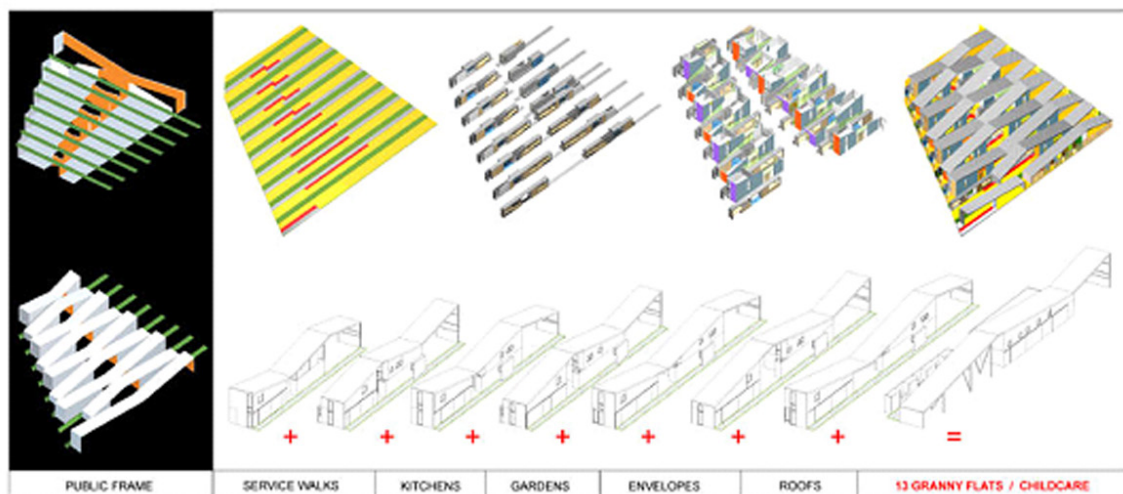 + + + + + + + =
PUBLIC FRAME
SERVICE WALKS
KITCHENS
GARDENS
ENVELOPES
ROOFS
13 GRANNY FLATS / CHILDCARE